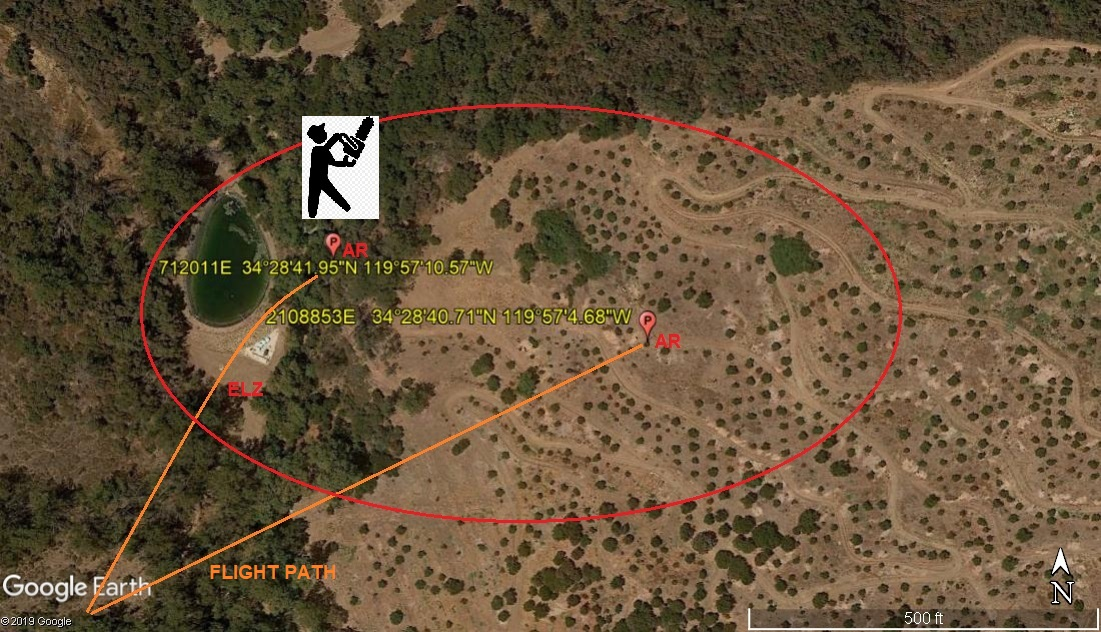 P
AR
712011E 34°28'41.95"N 119°57'10.57"W
2108853E 34°28'40.71"N 119°57'4.68"W
P
AR
ELZ
FLIGHT PATH
Google Earth
©2019 Google
500 ft
N